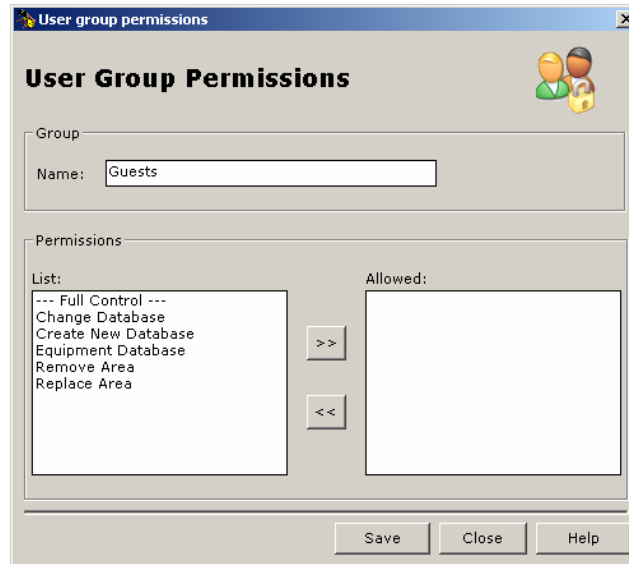 User group permissions
User Group Permissions
Group
Name: Guests
Permissions
List:
Allowed:
--- Full Control ---
Change Database
Create New Database
Equipment Database
Remove Area
Replace Area
>>
<<
Save Close Help